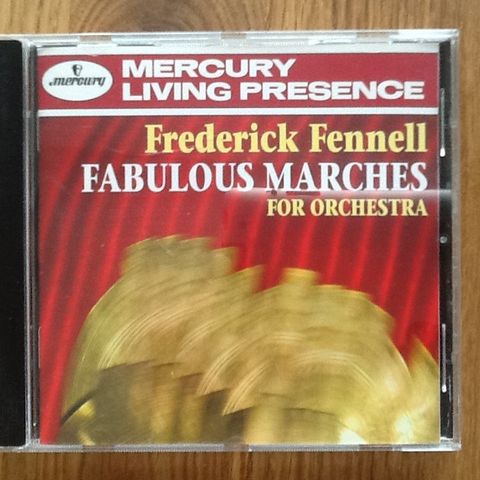 mercury
MERCURY
LIVING PRESENCE
Frederick Fennell
FABULOUS MARCHES
FOR ORCHESTRA